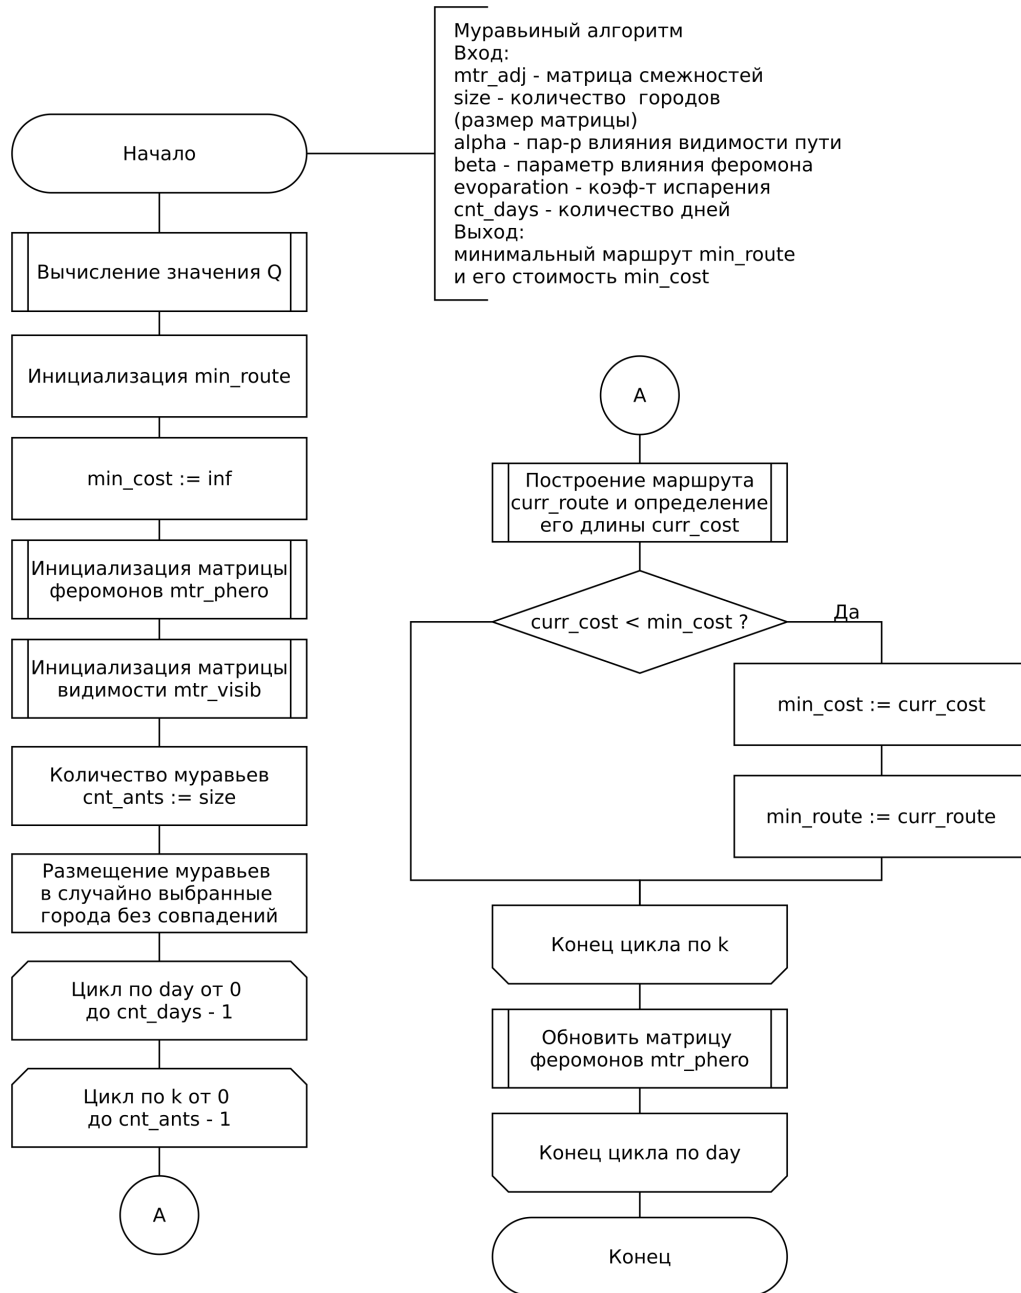 Муравьиный алгоритм
Вход:
mtr_adj - матрица смежностей
size - количество  городов
(размер матрицы)
alpha - пар-р влияния видимости пути
beta - параметр влияния феромона
evoparation - коэф-т испарения
cnt_days - количество дней
Выход:
минимальный маршрут min_route
и его стоимость min_cost
Начало
Вычисление значения Q
Инициализация min_route
min_cost := inf
Инициализация матрицы
феромонов mtr_phero
Инициализация матрицы
видимости mtr_visib
Количество муравьев
cnt_ants := size
Размещение муравьев
в случайно выбранные
города без совпадений
Цикл по day от 0
до cnt_days - 1
Цикл по k от 0
до cnt_ants - 1
A
A
Построение маршрута
curr_route и определение
его длины curr_cost
curr_cost < min_cost ?
Да
min_cost := curr_cost
min_route := curr_route
Конец цикла по k
Обновить матрицу
феромонов mtr_phero
Конец цикла по day
Конец